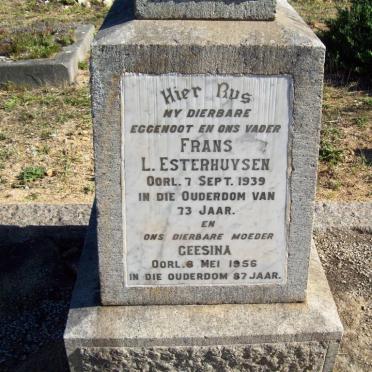 Hier Rus
MY DIERBARE
EGGENOOT EN ONS VADER
FRANS
L. ESTERHUYSEN
OORL. 7 SEPT. 1939
IN DIE OUDERDOM VAN
73 JAAR.
EN
ONS DIERBARE MOEDER
GEESINA
OORL. 8 MEI 1956
IN DIE OUDERDOM 87 JAAR.